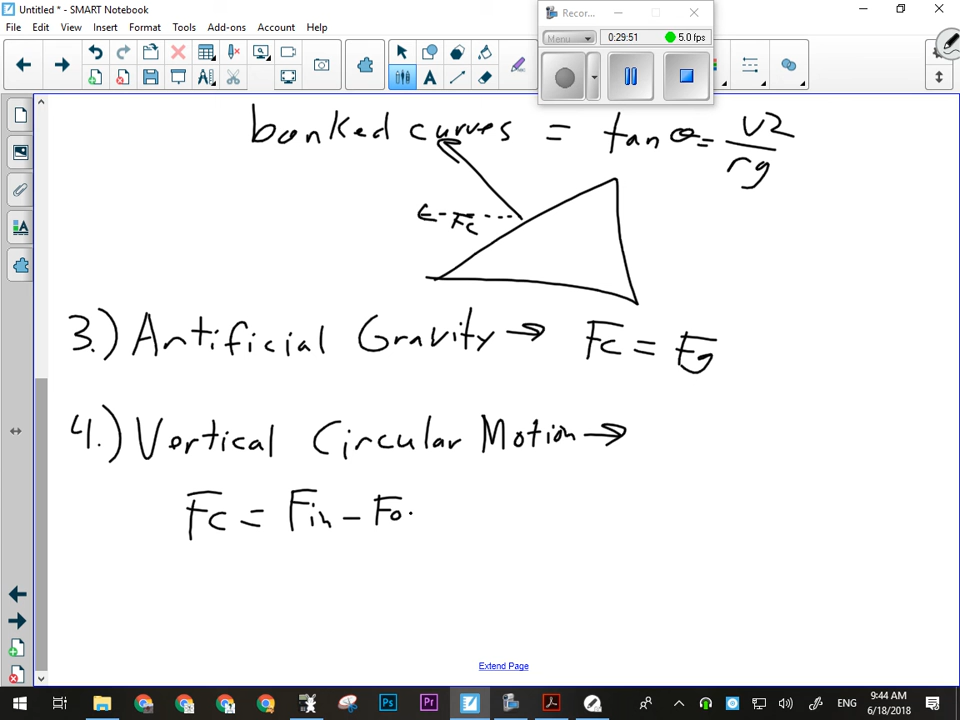 Untitled * - SMART Notebook
Recor...
File Edit View Insert Format Tools Add-ons Account Help
Menu
0:29:51
5.0 fps
banked curves = tanθ = v2
rg
Fc
3.) Artificial Gravity → Fc = Fg
4.) Vertical Circular Motion →
Fc = Fin - Fo
Extend Page
Ps
Pr
ENG
9:44 AM
6/18/2018